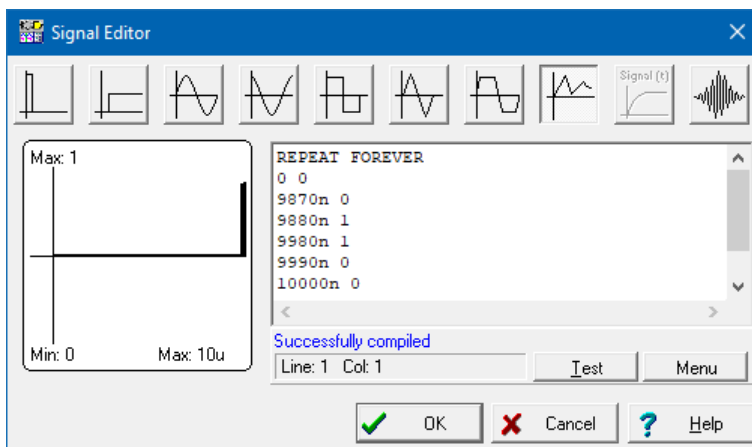 Signal Editor
Signal (t)
Max: 1
Min: 0
Max: 10u
REPEAT FOREVER
0 0
9870n 0
9880n 1
9980n 1
9990n 0
10000n 0
Successfully compiled
Line: 1 Col: 1
Test
Menu
OK
Cancel
Help